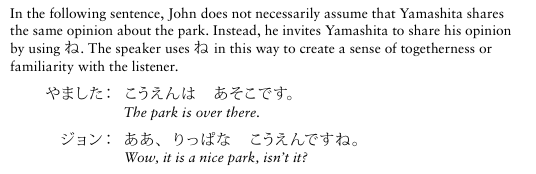 In the following sentence, John does not necessarily assume that Yamashita shares
the same opinion about the park. Instead, he invites Yamashita to share his opinion
by using ね. The speaker uses ね in this way to create a sense of togetherness or
familiarity with the listener.
やました： こうえんは　あそこです。
The park is over there.
ジョン： ああ、りっぱな　こうえんですね。
Wow, it is a nice park, isn't it?